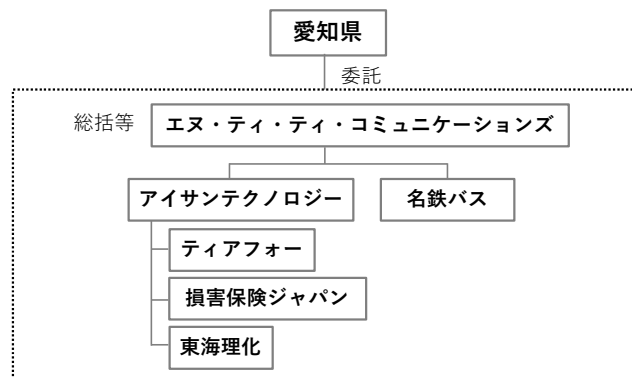 愛知県
委託
総括等
エヌ・ティ・ティ・コミュニケーションズ
アイサンテクノロジー
名鉄バス
ティアフォー
損害保険ジャパン
東海理化